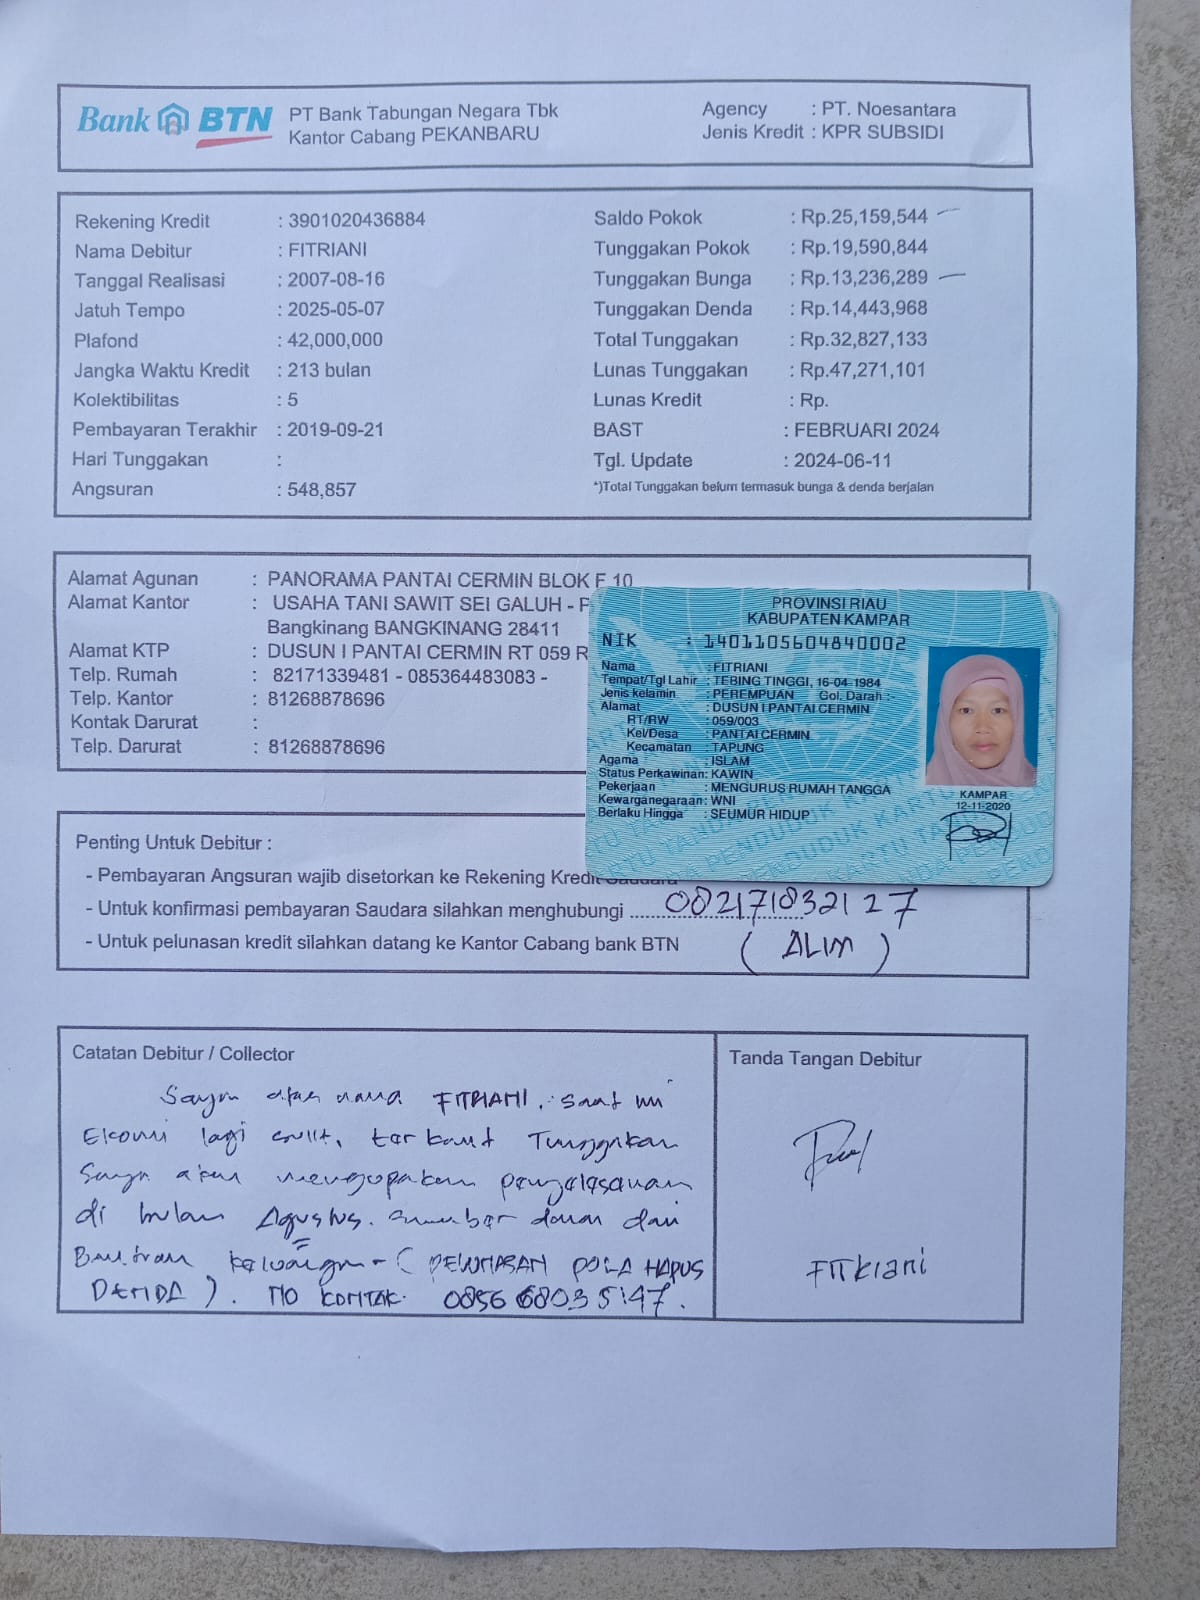 Bank BTN
PT Bank Tabungan Negara Tbk
Kantor Cabang PEKANBARU
Agency : PT. Noesantara
Jenis Kredit : KPR SUBSIDI
Rekening Kredit : 3901020436884
Nama Debitur : FITRIANI
Tanggal Realisasi : 2007-08-16
Jatuh Tempo : 2025-05-07
Plafond : 42,000,000
Jangka Waktu Kredit : 213 bulan
Kolektibilitas : 5
Pembayaran Terakhir : 2019-09-21
Hari Tunggakan :
Angsuran : 548,857
Saldo Pokok : Rp.25,159,544
Tunggakan Pokok : Rp.19,590,844
Tunggakan Bunga : Rp.13,236,289
Tunggakan Denda : Rp.14,443,968
Total Tunggakan : Rp.32,827,133
Lunas Tunggakan : Rp.47,271,101
Lunas Kredit : Rp.
BAST : FEBRUARI 2024
Tgl. Update : 2024-06-11
*)Total Tunggakan belum termasuk bunga & denda berjalan
Alamat Agunan : PANORAMA PANTAI CERMIN BLOK F 10
Alamat Kantor : USAHA TANI SAWIT SEI GALUH - P
Bangkinang BANGKINANG 28411
Alamat KTP : DUSUN I PANTAI CERMIN RT 059 R
Telp. Rumah : 82171339481 - 085364483083 -
Telp. Kantor : 81268878696
Kontak Darurat :
Telp. Darurat : 81268878696
PROVINSI RIAU
KABUPATEN KAMPAR
NIK : 1401105604840002
Nama : FITRIANI
Tempat/Tgl Lahir : TEBING TINGGI, 16-04-1984
Jenis kelamin : PEREMPUAN Gol. Darah :-
Alamat : DUSUN I PANTAI CERMIN
RT/RW : 059/003
Kel/Desa : PANTAI CERMIN
Kecamatan : TAPUNG
Agama : ISLAM
Status Perkawinan: KAWIN
Pekerjaan : MENGURUS RUMAH TANGGA
Kewarganegaraan: WNI
Berlaku Hingga : SEUMUR HIDUP
KAMPAR
12-11-2020
Penting Untuk Debitur :
- Pembayaran Angsuran wajib disetorkan ke Rekening Kredit Saudara
- Untuk konfirmasi pembayaran Saudara silahkan menghubungi ........ 082171832127
- Untuk pelunasan kredit silahkan datang ke Kantor Cabang bank BTN
( ALIM )
Catatan Debitur / Collector
Saya atas nama FITRIANI. saat ini
Ekonmi lagi sulit, terkait Tunggakan
Saya akan mengupakan penyelesaian
di bulan Agustus. sumber dana dari
Bantuan keluarga - ( PELUNASAN POLA HAPUS
DENDA ). NO KONTAK. 085668035147.
Tanda Tangan Debitur
FITRIANI